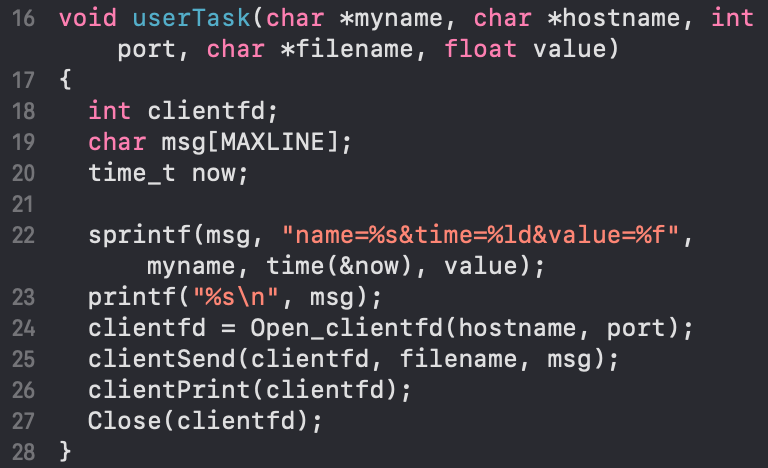 16 void userTask(char *myname, char *hostname, int
port, char *filename, float value)
17 {
18 int clientfd;
19 char msg[MAXLINE];
20 time_t now;
21
22 sprintf(msg, "name=%s&time=%ld&value=%f",
myname, time(&now), value);
23 printf("%s\n", msg);
24 clientfd = Open_clientfd(hostname, port);
25 clientSend(clientfd, filename, msg);
26 clientPrint(clientfd);
27 Close(clientfd);
28 }